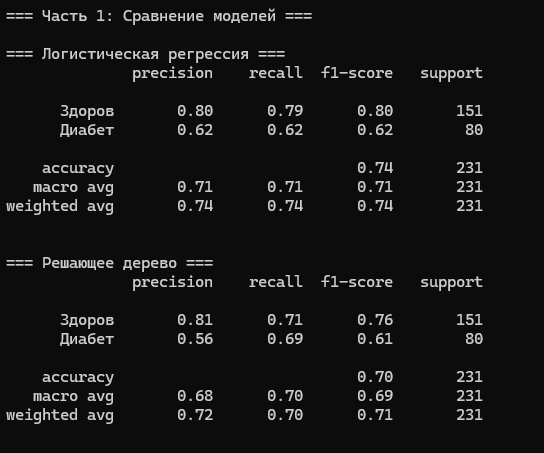 === Часть 1: Сравнение моделей ===
=== Логистическая регрессия ===
precision recall f1-score support
Здоров 0.80 0.79 0.80 151
Диабет 0.62 0.62 0.62 80
accuracy 0.74 231
macro avg 0.71 0.71 0.71 231
weighted avg 0.74 0.74 0.74 231
=== Решающее дерево ===
precision recall f1-score support
Здоров 0.81 0.71 0.76 151
Диабет 0.56 0.69 0.61 80
accuracy 0.70 231
macro avg 0.68 0.70 0.69 231
weighted avg 0.72 0.70 0.71 231